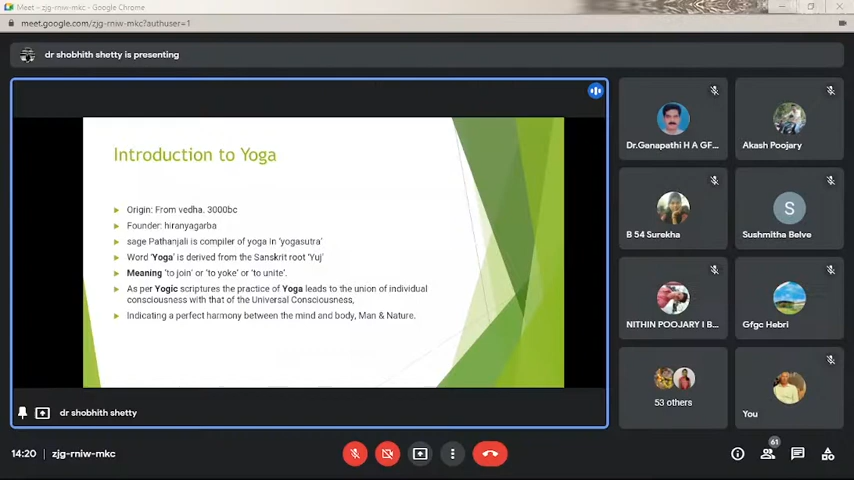 Meet – zjg-rniw-mkc - Google Chrome
meet.google.com/zjg-rniw-mkc?authuser=1
dr shobhith shetty is presenting
Introduction to Yoga
Origin: From vedha. 3000bc
Founder: hiranyagarba
sage Pathanjali is compiler of yoga in 'yogasutra'
Word 'Yoga' is derived from the Sanskrit root 'Yuj'
Meaning 'to join' or 'to yoke' or 'to unite'.
As per Yogic scriptures the practice of Yoga leads to the union of individual
consciousness with that of the Universal Consciousness,
Indicating a perfect harmony between the mind and body, Man & Nature.
dr shobhith shetty
Dr.Ganapathi H A GF...
Akash Poojary
B 54 Surekha
S
Sushmitha Belve
NITHIN POOJARY I B...
Gfgc Hebri
53 others
You
14:20
zjg-rniw-mkc
61